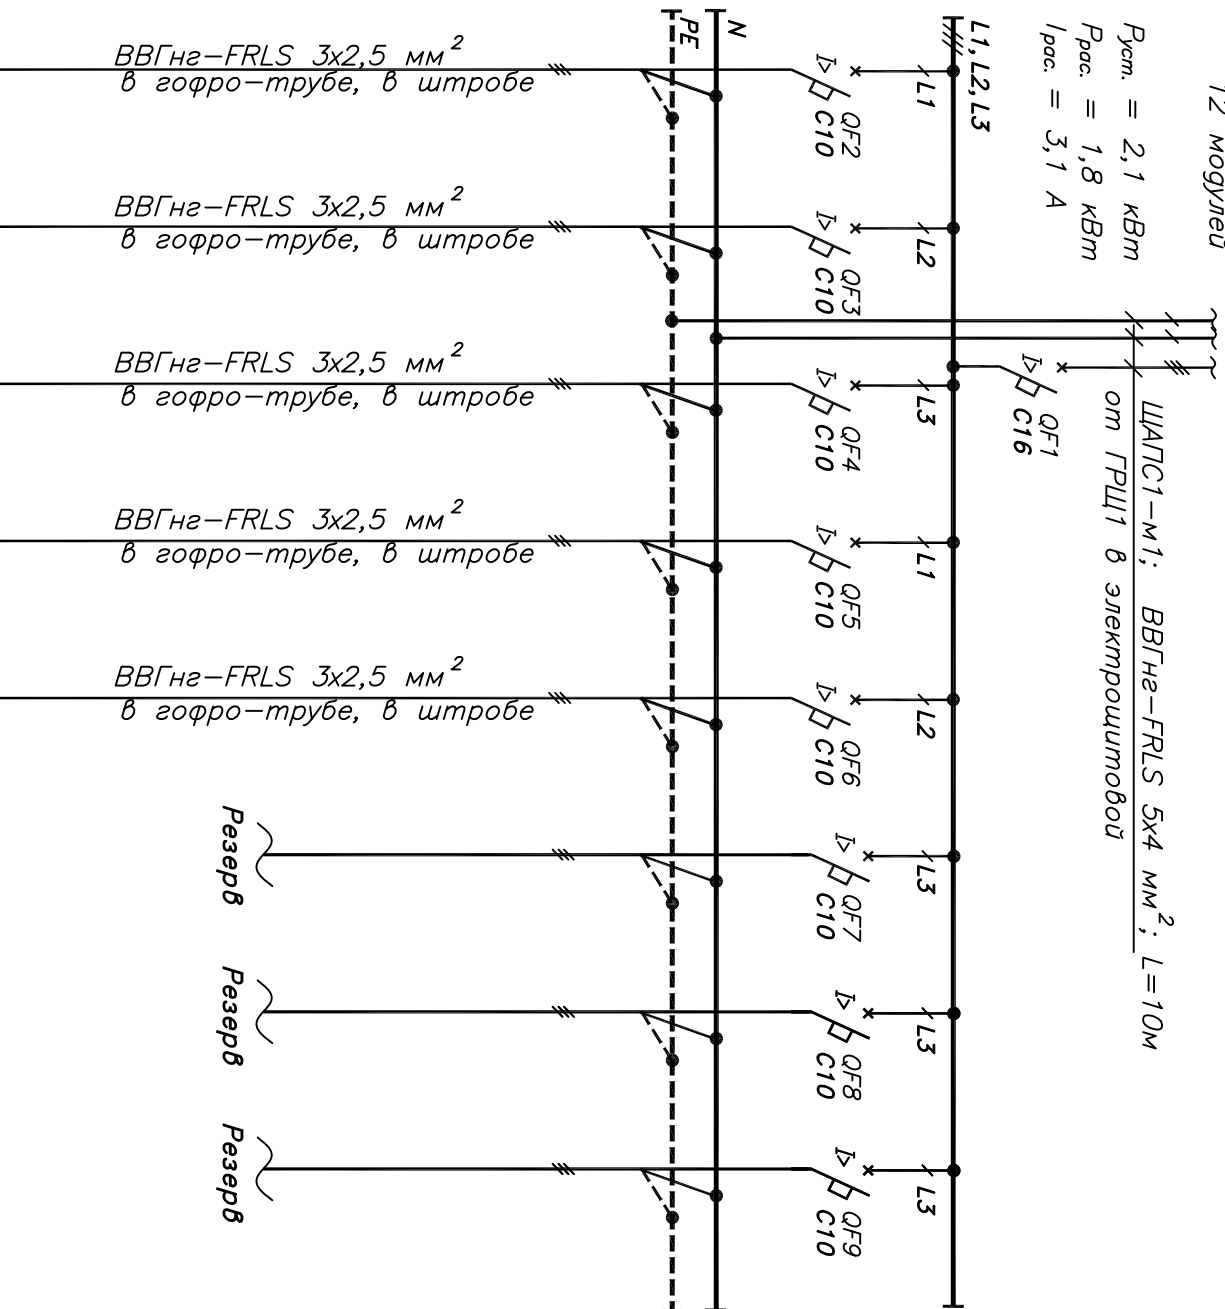 12 модулей
Pуст. = 2,1 кВт
Pрас. = 1,8 кВт
Iрас. = 3,1 А
ЩАПС1-м1; ВВГнг-FRLS 5х4 мм²; L=10м
от ГРЩ1 в электрощитовой
QF1
C16
L1, L2, L3
N
PE
L1
QF2
C10
ВВГнг-FRLS 3х2,5 мм²
в гофро-трубе, в штробе
L2
QF3
C10
ВВГнг-FRLS 3х2,5 мм²
в гофро-трубе, в штробе
L3
QF4
C10
ВВГнг-FRLS 3х2,5 мм²
в гофро-трубе, в штробе
L1
QF5
C10
ВВГнг-FRLS 3х2,5 мм²
в гофро-трубе, в штробе
L2
QF6
C10
ВВГнг-FRLS 3х2,5 мм²
в гофро-трубе, в штробе
L3
QF7
C10
Резерв
L3
QF8
C10
Резерв
L3
QF9
C10
Резерв